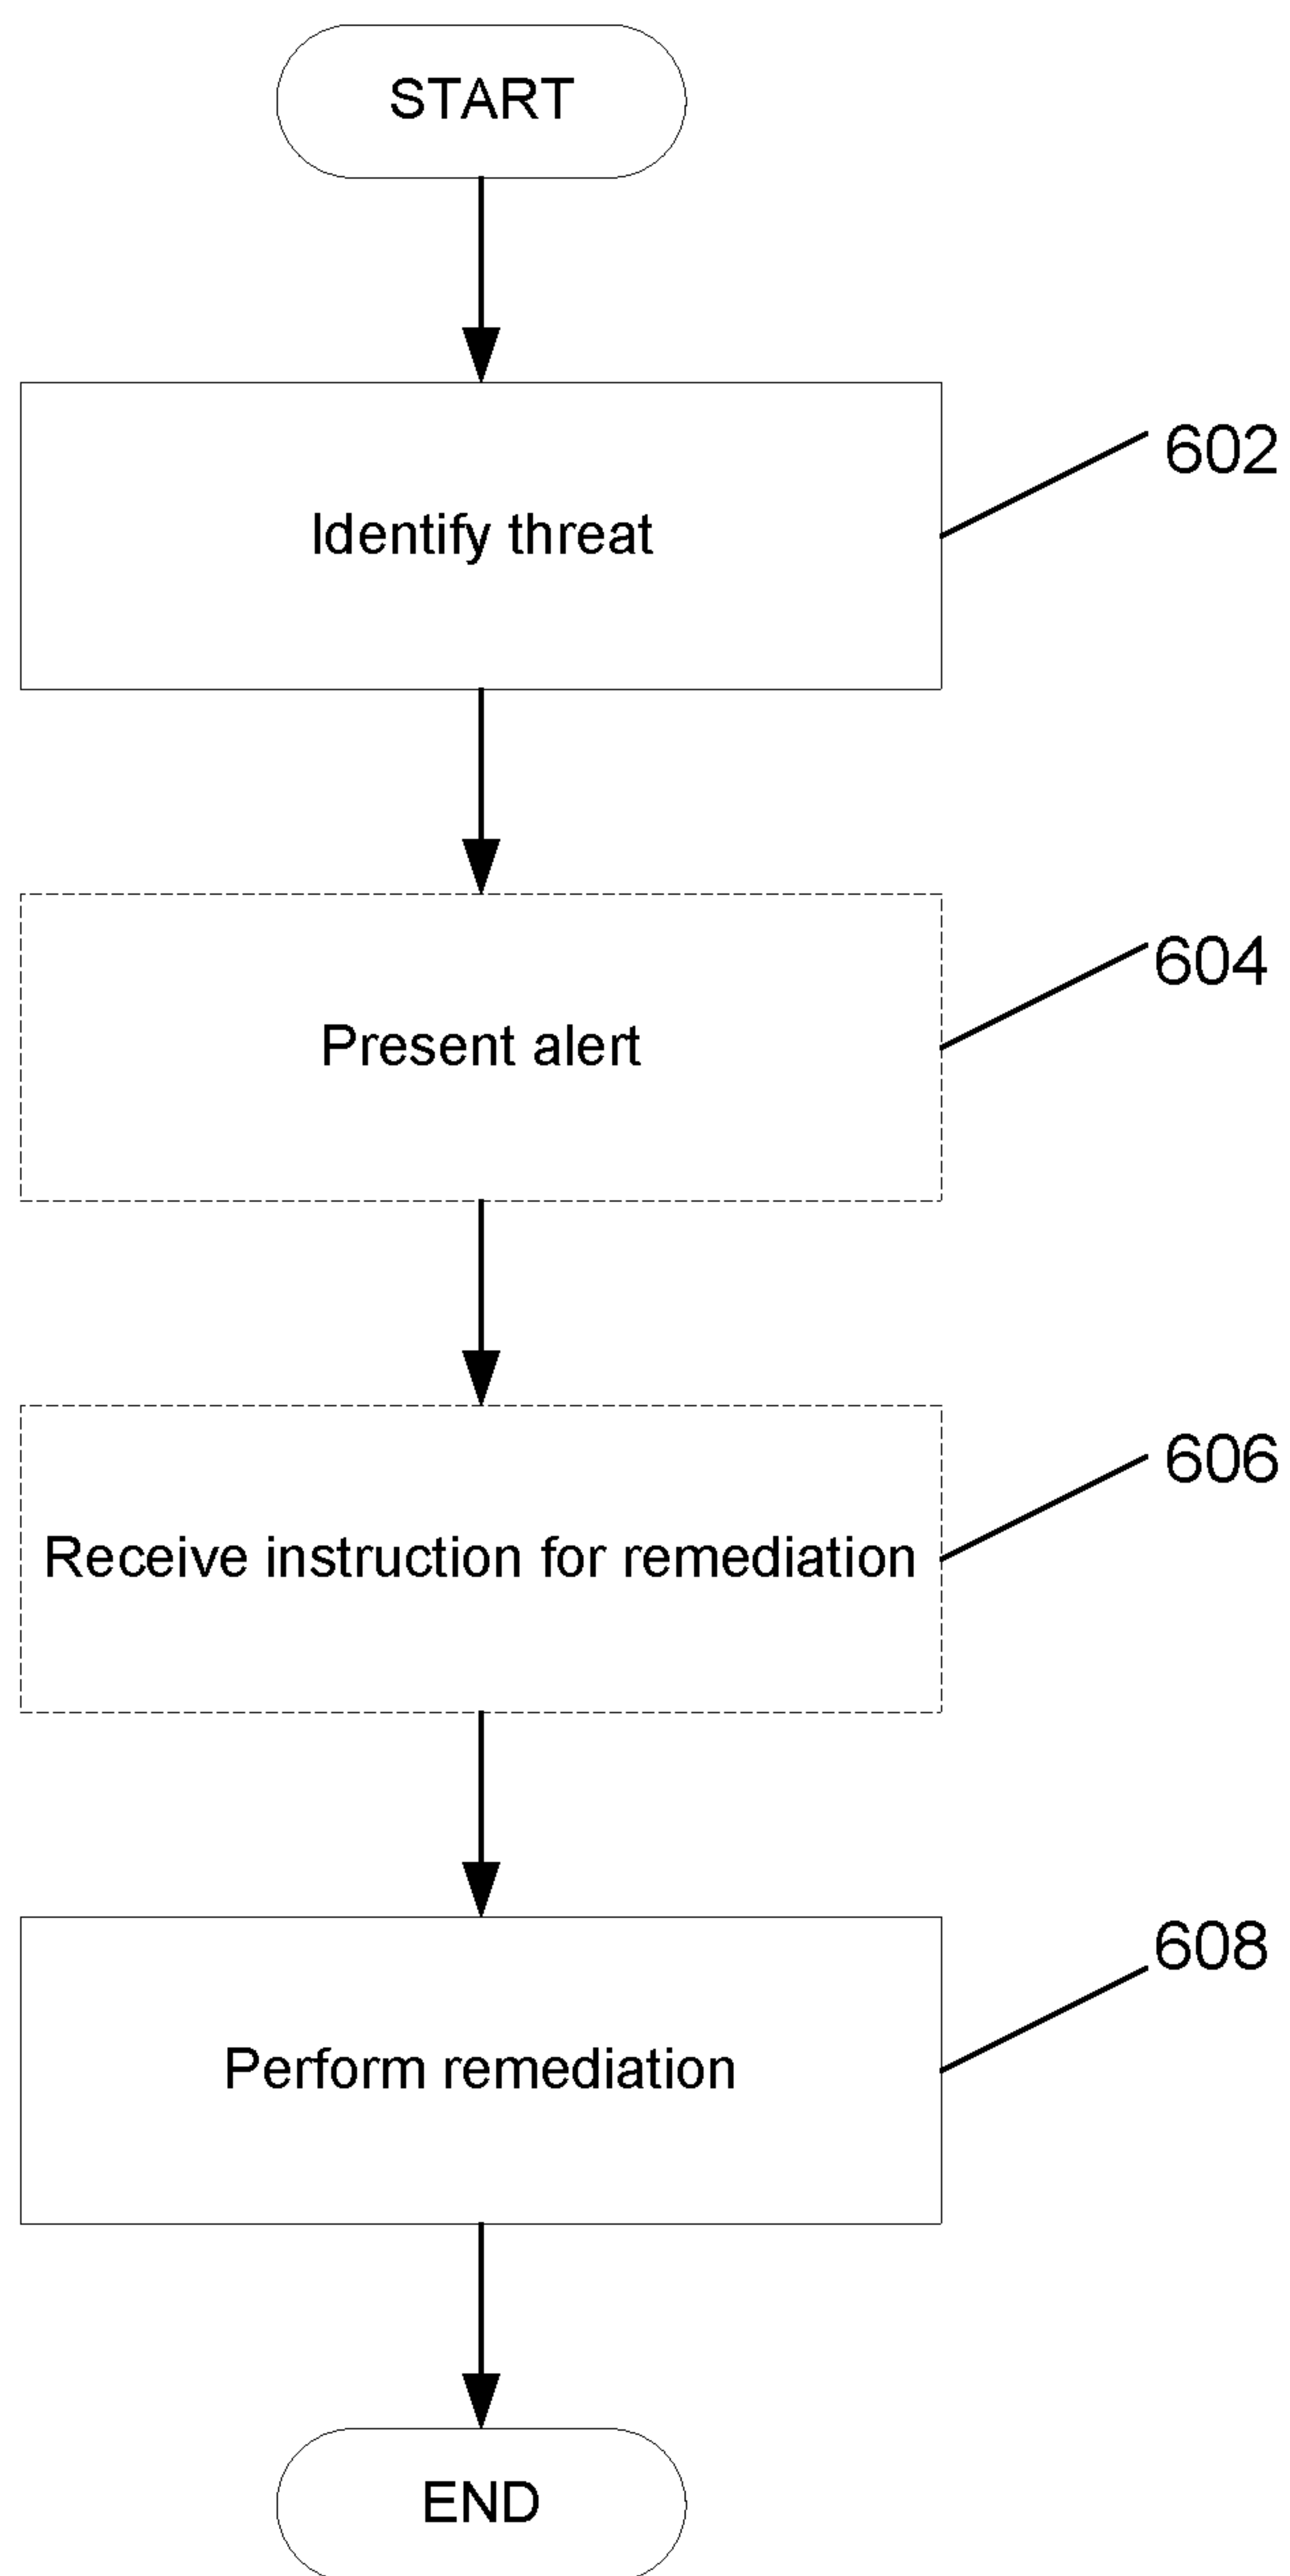 START
Identify threat
602
Present alert
604
Receive instruction for remediation
606
Perform remediation
608
END